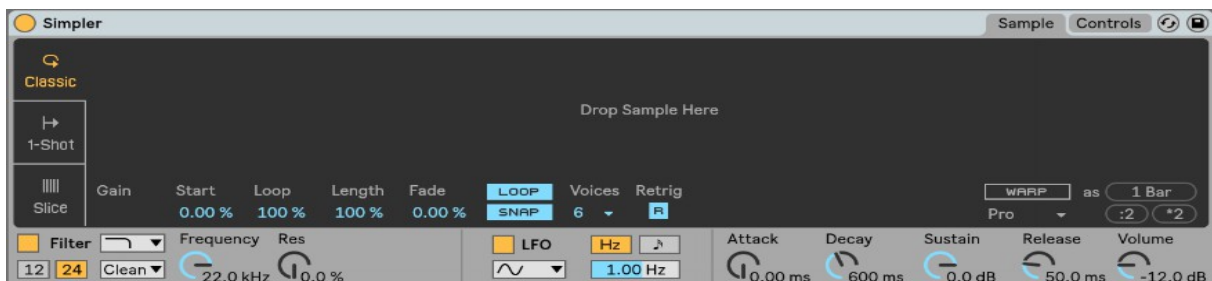 Simpler Sample Controls
Classic
Drop Sample Here
1-Shot
Gain Start Loop Length Fade LOOP Voices Retrig WARP as 1 Bar
Slice 0.00 % 100 % 100 % 0.00 % SNAP 6 R Pro :2 *2
Filter Frequency Res LFO Hz Attack Decay Sustain Release Volume
12 24 Clean 22.0 kHz 0.0 % 1.00 Hz 0.00 ms 600 ms 0.0 dB 50.0 ms -12.0 dB